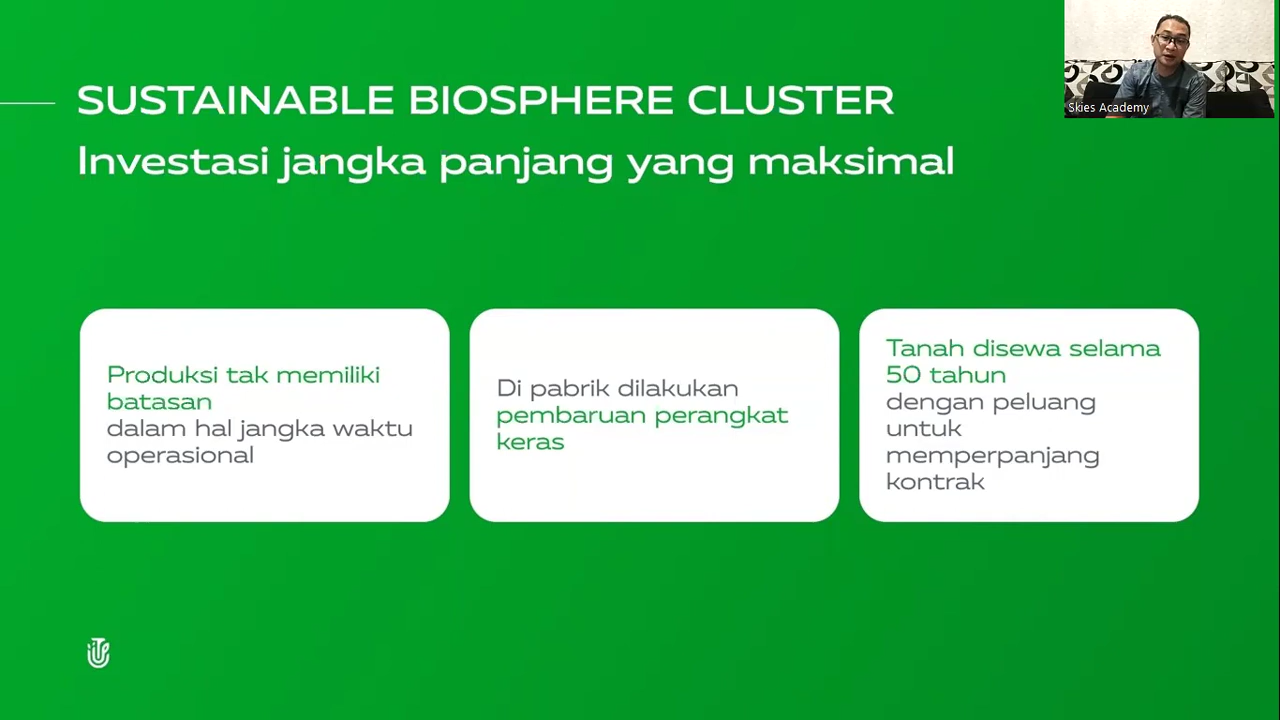 SUSTAINABLE BIOSPHERE CLUSTER
Investasi jangka panjang yang maksimal
Skies Academy
Produksi tak memiliki
batasan
dalam hal jangka waktu
operasional
Di pabrik dilakukan
pembaruan perangkat
keras
Tanah disewa selama
50 tahun
dengan peluang
untuk
memperpanjang
kontrak